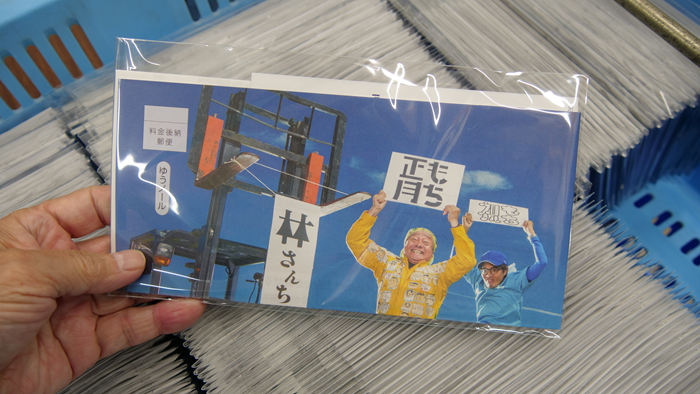 料金後納
郵便
ゆうメール
林さんち
もち
正月